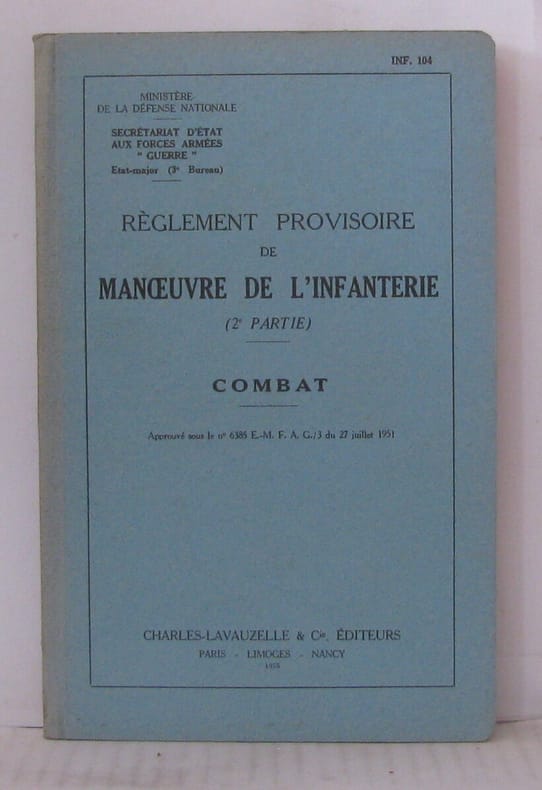 INF. 104
MINISTÈRE
DE LA DÉFENSE NATIONALE
SECRÉTARIAT D'ÉTAT
AUX FORCES ARMÉES
" GUERRE "
Etat-major (3e Bureau)
RÈGLEMENT PROVISOIRE
DE
MANŒUVRE DE L'INFANTERIE
(2e PARTIE)
COMBAT
Approuvé sous le no 6385 E.-M. F. A. G./3 du 27 juillet 1951
CHARLES-LAVAUZELLE & Cie, ÉDITEURS
PARIS - LIMOGES - NANCY